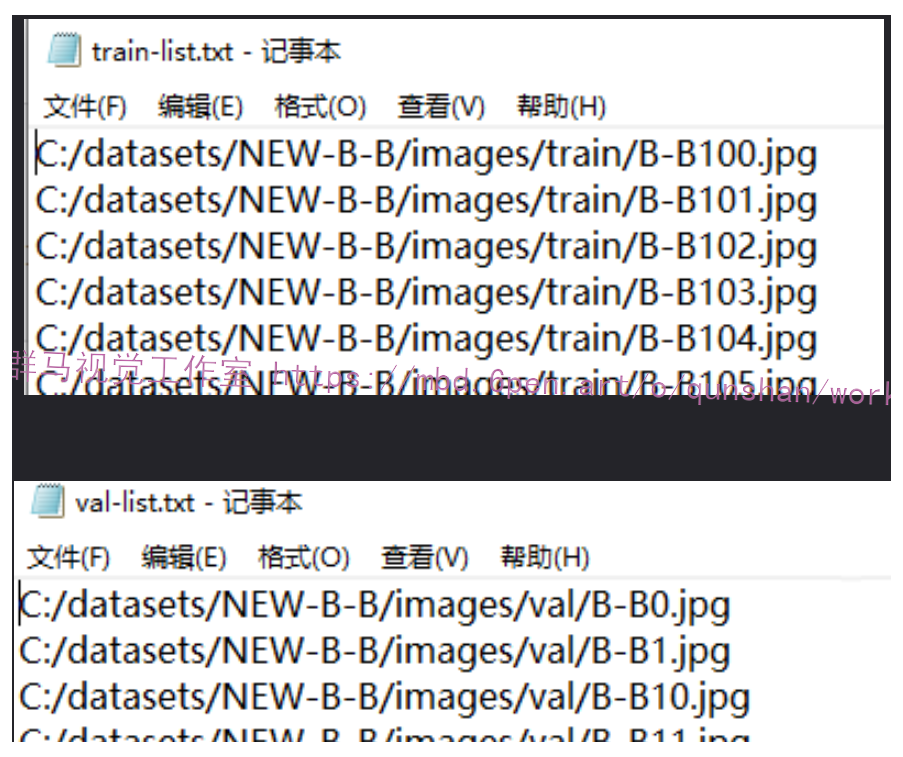 train-list.txt - 记事本
文件(F) 编辑(E) 格式(O) 查看(V) 帮助(H)
C:/datasets/NEW-B-B/images/train/B-B100.jpg
C:/datasets/NEW-B-B/images/train/B-B101.jpg
C:/datasets/NEW-B-B/images/train/B-B102.jpg
C:/datasets/NEW-B-B/images/train/B-B103.jpg
C:/datasets/NEW-B-B/images/train/B-B104.jpg
群马视觉工作室 https://mbd.6pen.art/o/qunshan/work
C:/datasets/NEW-B-B/images/train/B-B105.jpg
val-list.txt - 记事本
文件(F) 编辑(E) 格式(O) 查看(V) 帮助(H)
C:/datasets/NEW-B-B/images/val/B-B0.jpg
C:/datasets/NEW-B-B/images/val/B-B1.jpg
C:/datasets/NEW-B-B/images/val/B-B10.jpg
C:/datasets/NEW-B-B/images/val/B-B11.jpg